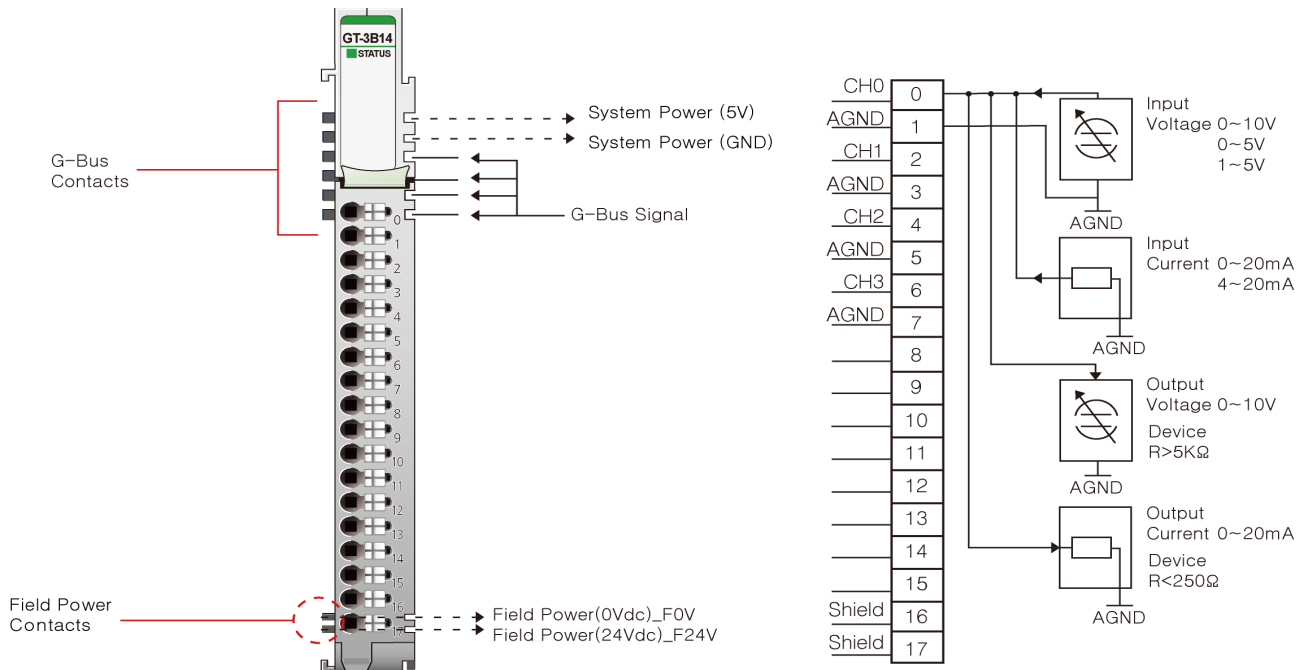 GT-3B14
STATUS
G-Bus
Contacts
System Power (5V)
System Power (GND)
G-Bus Signal
0
1
2
3
4
5
6
7
8
9
10
11
12
13
14
15
16
17
Field Power
Contacts
Field Power(0Vdc)_F0V
Field Power(24Vdc)_F24V
CH0 0
AGND 1
CH1 2
AGND 3
CH2 4
AGND 5
CH3 6
AGND 7
8
9
10
11
12
13
14
15
Shield 16
Shield 17
Input
Voltage 0~10V
0~5V
1~5V
AGND
Input
Current 0~20mA
4~20mA
AGND
Output
Voltage 0~10V
Device
R>5KΩ
AGND
Output
Current 0~20mA
Device
R<250Ω
AGND